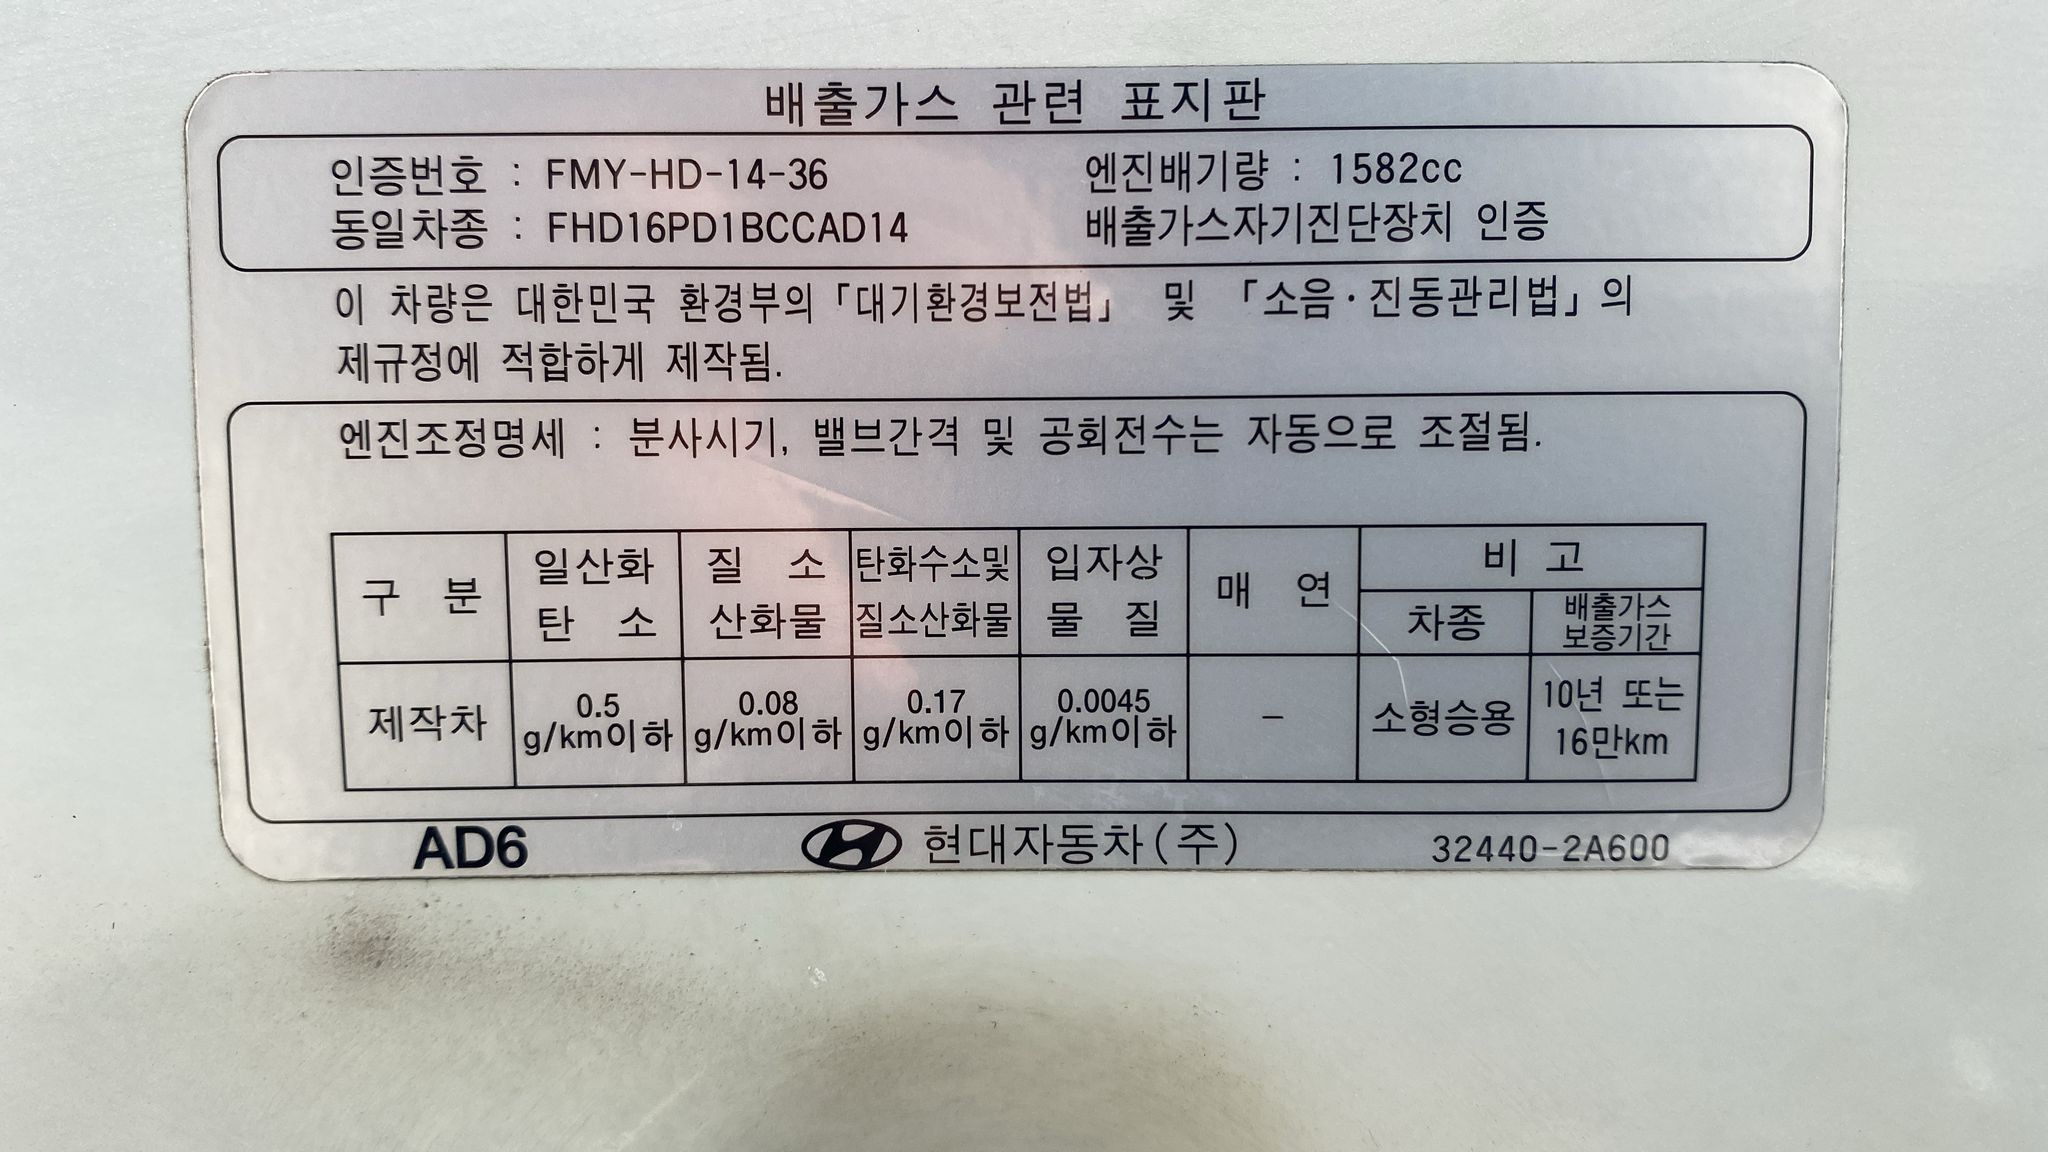 배출가스 관련 표지판
인증번호 : FMY-HD-14-36 엔진배기량 : 1582cc
동일차종 : FHD16PD1BCCAD14 배출가스자기진단장치 인증
이 차량은 대한민국 환경부의 「대기환경보전법」 및 「소음·진동관리법」의
제규정에 적합하게 제작됨.
엔진조정명세 : 분사시기, 밸브간격 및 공회전수는 자동으로 조절됨.
구 분 일산화 탄 소 질 소 산화물 탄화수소및 질소산화물 입자상 물 질 매 연 비 고
차종 배출가스 보증기간
제작차 0.5 g/km이하 0.08 g/km이하 0.17 g/km이하 0.0045 g/km이하 - 소형승용 10년 또는 16만km
AD6 현대자동차(주) 32440-2A600